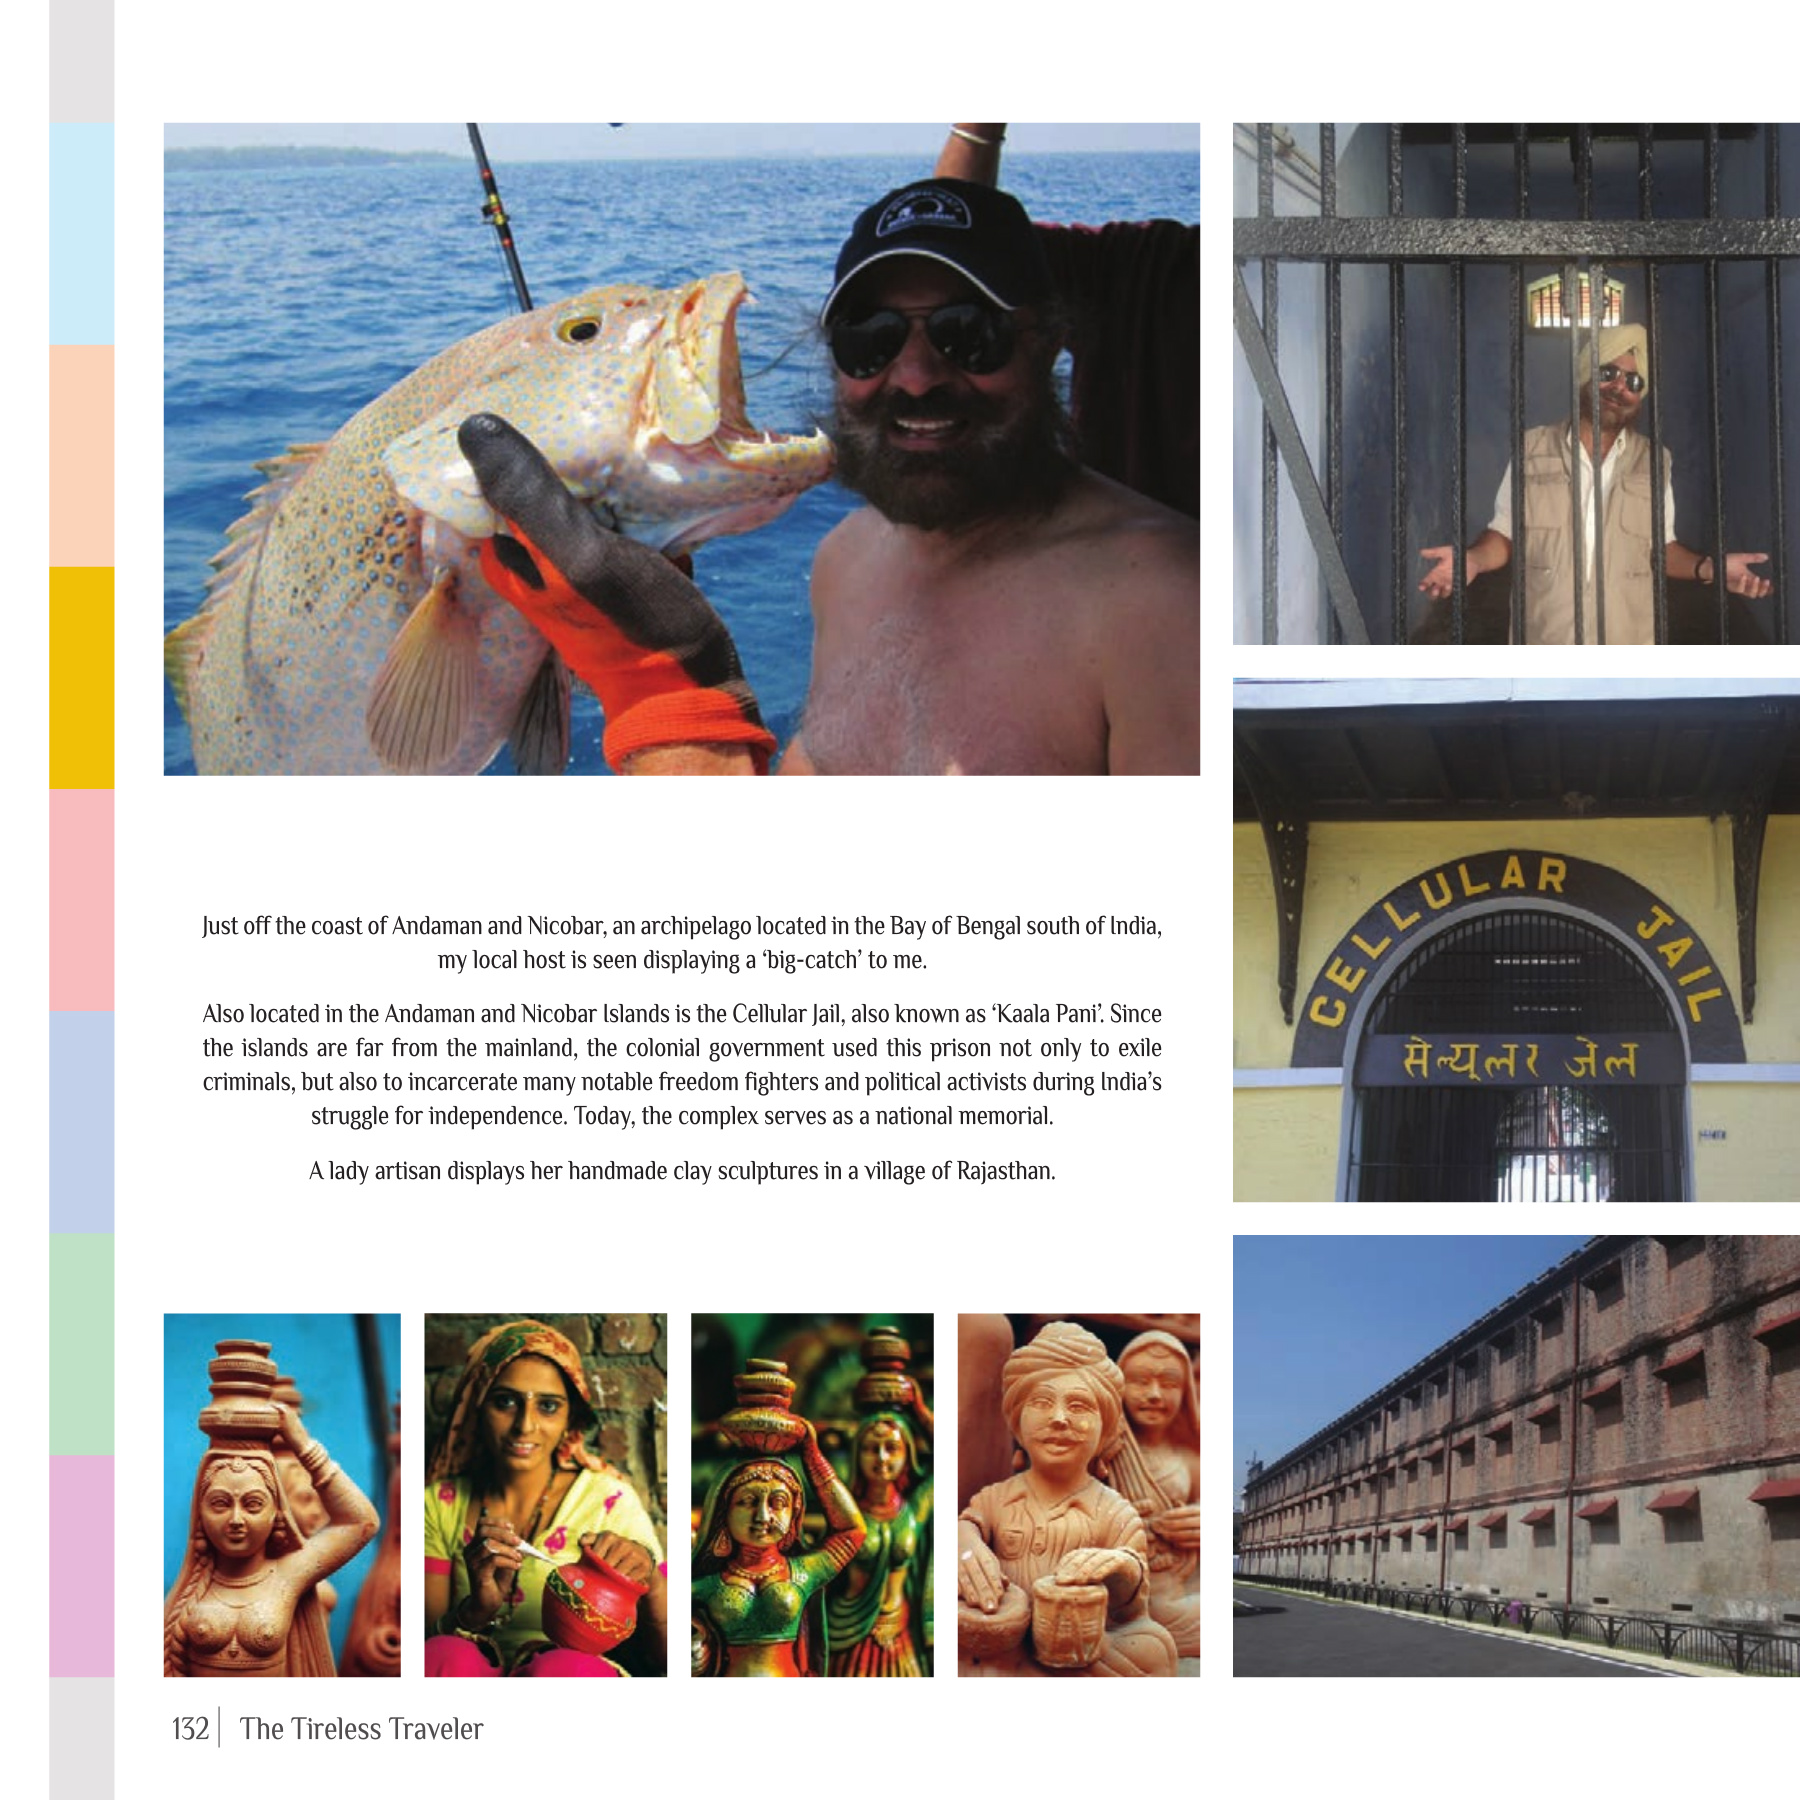 Just off the coast of Andaman and Nicobar, an archipelago located in the Bay of Bengal south of India,
my local host is seen displaying a ‘big-catch’ to me.
Also located in the Andaman and Nicobar Islands is the Cellular Jail, also known as ‘Kaala Pani’. Since
the islands are far from the mainland, the colonial government used this prison not only to exile
criminals, but also to incarcerate many notable freedom fighters and political activists during India’s
struggle for independence. Today, the complex serves as a national memorial.
A lady artisan displays her handmade clay sculptures in a village of Rajasthan.
CELLULAR JAIL
सेल्यूलर जेल
132 The Tireless Traveler